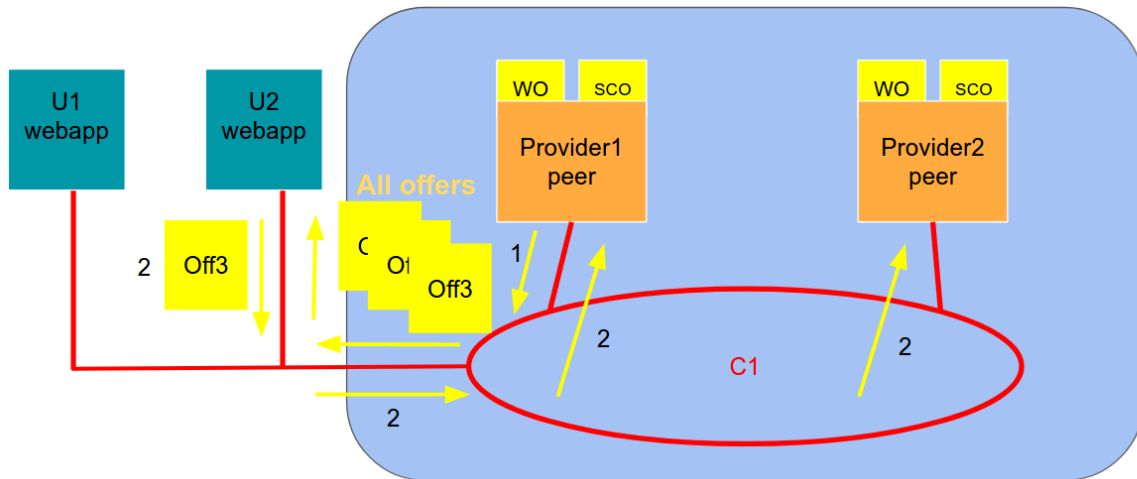 U1
webapp
U2
webapp
WO
SCO
Provider1
peer
WO
SCO
Provider2
peer
All offers
2
Off3
Off3
1
2
2
C1
2